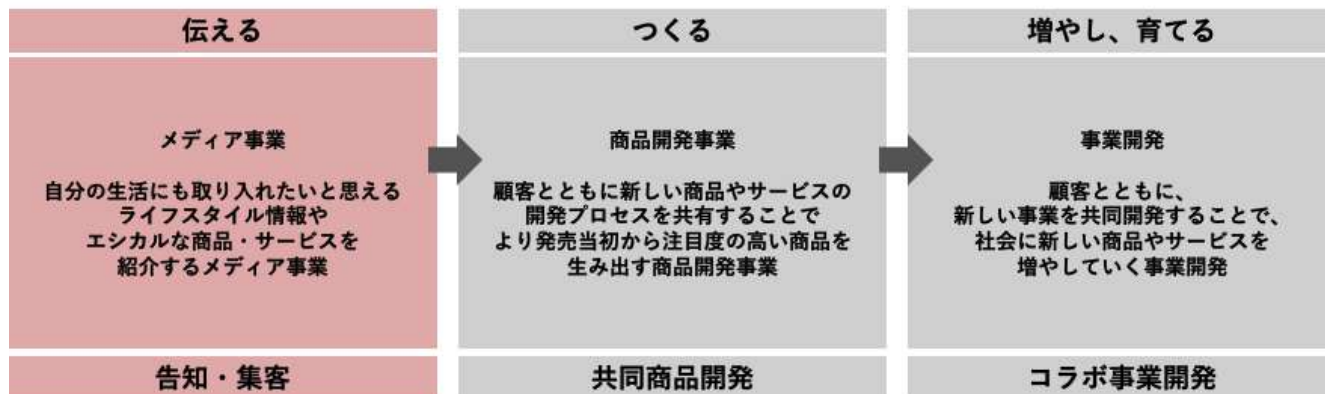 伝える
メディア事業
自分の生活にも取り入れたいと思える
ライフスタイル情報や
エシカルな商品・サービスを
紹介するメディア事業
告知・集客
つくる
商品開発事業
顧客とともに新しい商品やサービスの
開発プロセスを共有することで
より発売当初から注目度の高い商品を
生み出す商品開発事業
共同商品開発
増やし、育てる
事業開発
顧客とともに、
新しい事業を共同開発することで、
社会に新しい商品やサービスを
増やしていく事業開発
コラボ事業開発